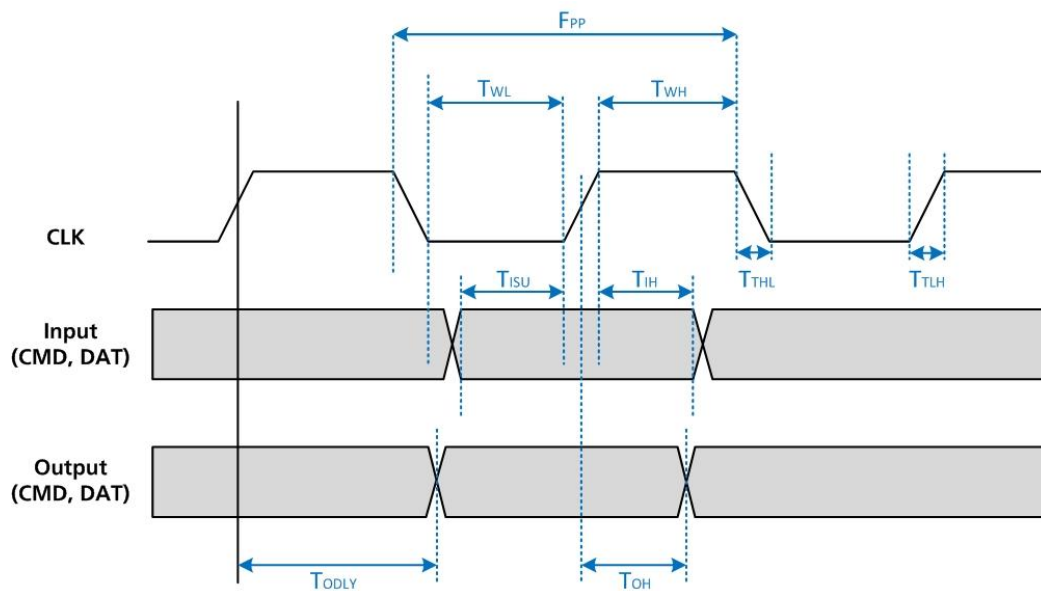 FPP
TWL
TWH
CLK
TTHL
TTLH
TISU
TIH
Input
(CMD, DAT)
Output
(CMD, DAT)
TODLY
TOH